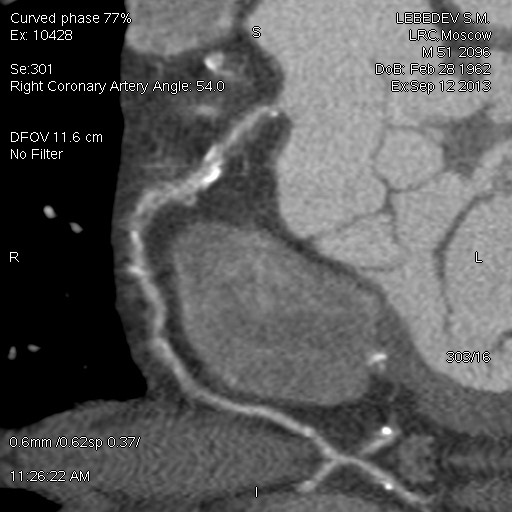 Curved phase 77%
Ex: 10428
Se:301
Right Coronary Artery Angle: 54.0
DFOV 11.6 cm
No Filter
LEBEDEV S.M.
LRC,Moscow
M 51 2096
DoB: Feb 28 1962
Ex:Sep 12 2013
S
R
L
303/16
0.6mm /0.62sp 0.37/
11:26:22 AM
I